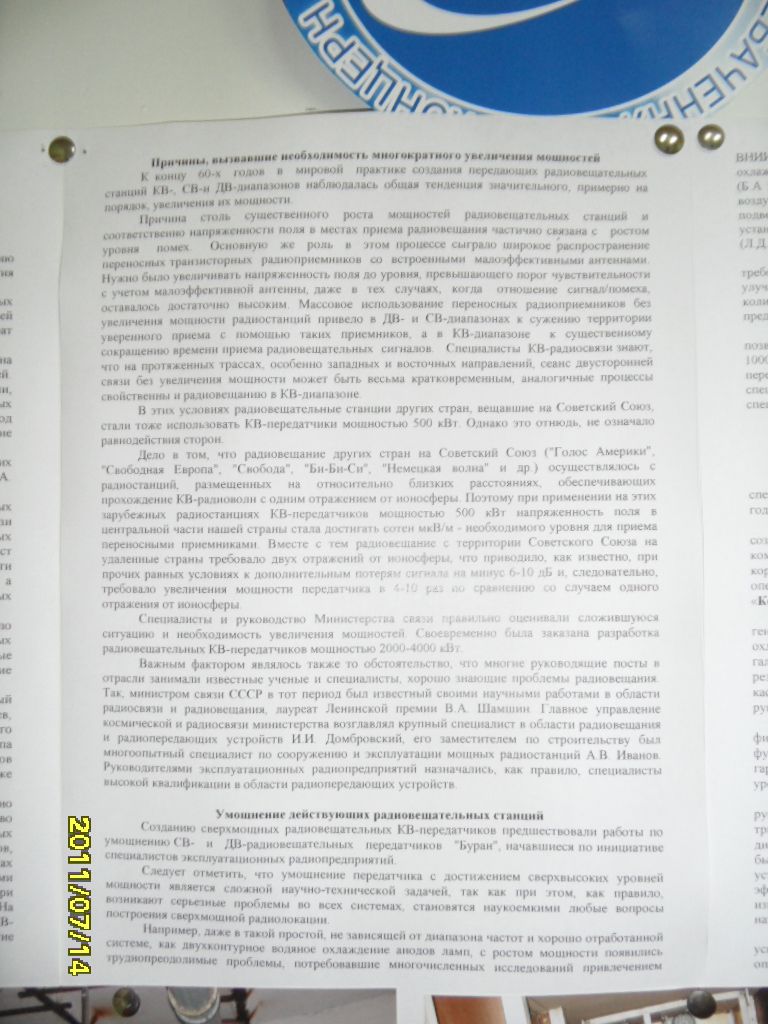 КОНЦЕРН
БАЧЕННЯ
Причины, вызвавшие необходимость многократного увеличения мощностей
К концу 60-х годов в мировой практике создания передающих радиовещательных
станций КВ-, СВ-и ДВ-диапазонов наблюдалась общая тенденция значительного, примерно на
порядок, увеличения их мощности.
Причина столь существенного роста мощностей радиовещательных станций и
соответственно напряженности поля в местах приема радиовещания частично связана с ростом
уровня помех. Основную же роль в этом процессе сыграло широкое распространение
переносных транзисторных радиоприемников со встроенными малоэффективными антеннами.
Нужно было увеличивать напряженность поля до уровня, превышающего порог чувствительности
с учетом малоэффективной антенны, даже в тех случаях, когда отношение сигнал/помеха,
оставалось достаточно высоким. Массовое использование переносных радиоприемников без
увеличения мощности радиостанций привело в ДВ- и СВ-диапазонах к сужению территории
уверенного приема с помощью таких приемников, а в КВ-диапазоне к существенному
сокращению времени приема радиовещательных сигналов. Специалисты КВ-радиосвязи знают,
что на протяженных трассах, особенно западных и восточных направлений, сеанс двусторонней
связи без увеличения мощности может быть весьма кратковременным, аналогичные процессы
свойственны и радиовещанию в КВ-диапазоне.
В этих условиях радиовещательные станции других стран, вещавшие на Советский Союз,
стали тоже использовать КВ-передатчики мощностью 500 кВт. Однако это отнюдь, не означало
равнодействия сторон.
Дело в том, что радиовещание других стран на Советский Союз ("Голос Америки",
"Свободная Европа", "Свобода", "Би-Би-Си", "Немецкая волна" и др.) осуществлялось с
радиостанций, размещенных на относительно близких расстояниях, обеспечивающих
прохождение КВ-радиоволн с одним отражением от ионосферы. Поэтому при применении на этих
зарубежных радиостанциях КВ-передатчиков мощностью 500 кВт напряженность поля в
центральной части нашей страны стала достигать сотен мкВ/м - необходимого уровня для приема
переносными приемниками. Вместе с тем радиовещание с территории Советского Союза на
удаленные страны требовало двух отражений от ионосферы, что приводило, как известно, при
прочих равных условиях к дополнительным потерям сигнала на минус 6-10 дБ и, следовательно,
требовало увеличения мощности передатчика в 4-10 раз по сравнению со случаем одного
отражения от ионосферы.
Специалисты и руководство Министерства связи правильно оценивали сложившуюся
ситуацию и необходимость увеличения мощностей. Своевременно была заказана разработка
радиовещательных КВ-передатчиков мощностью 2000-4000 кВт.
Важным фактором являлось также то обстоятельство, что многие руководящие посты в
отрасли занимали известные ученые и специалисты, хорошо знающие проблемы радиовещания.
Так, министром связи СССР в тот период был известный своими научными работами в области
радиосвязи и радиовещания, лауреат Ленинской премии В.А. Шамшин. Главное управление
космической и радиосвязи министерства возглавлял крупный специалист в области радиовещания
и радиопередающих устройств И.И. Домбровский, его заместителем по строительству был
многоопытный специалист по сооружению и эксплуатации мощных радиостанций А.В. Иванов.
Руководителями эксплуатационных радиопредприятий назначались, как правило, специалисты
высокой квалификации в области радиопередающих устройств.
Умощнение действующих радиовещательных станций
Созданию сверхмощных радиовещательных КВ-передатчиков предшествовали работы по
умощнению СВ- и ДВ-радиовещательных передатчиков "Буран", начавшиеся по инициативе
специалистов эксплуатационных радиопредприятий.
Следует отметить, что умощнение передатчика с достижением сверхвысоких уровней
мощности является сложной научно-технической задачей, так как при этом, как правило,
возникают серьезные проблемы во всех системах, становятся наукоемкими любые вопросы
построения сверхмощной радиолокации.
Например, даже в такой простой, не зависящей от диапазона частот и хорошо отработанной
системе, как двухконтурное водяное охлаждение анодов ламп, с ростом мощности появились
труднопреодолимые проблемы, потребовавшие многочисленных исследований привлечением
2011/07/14